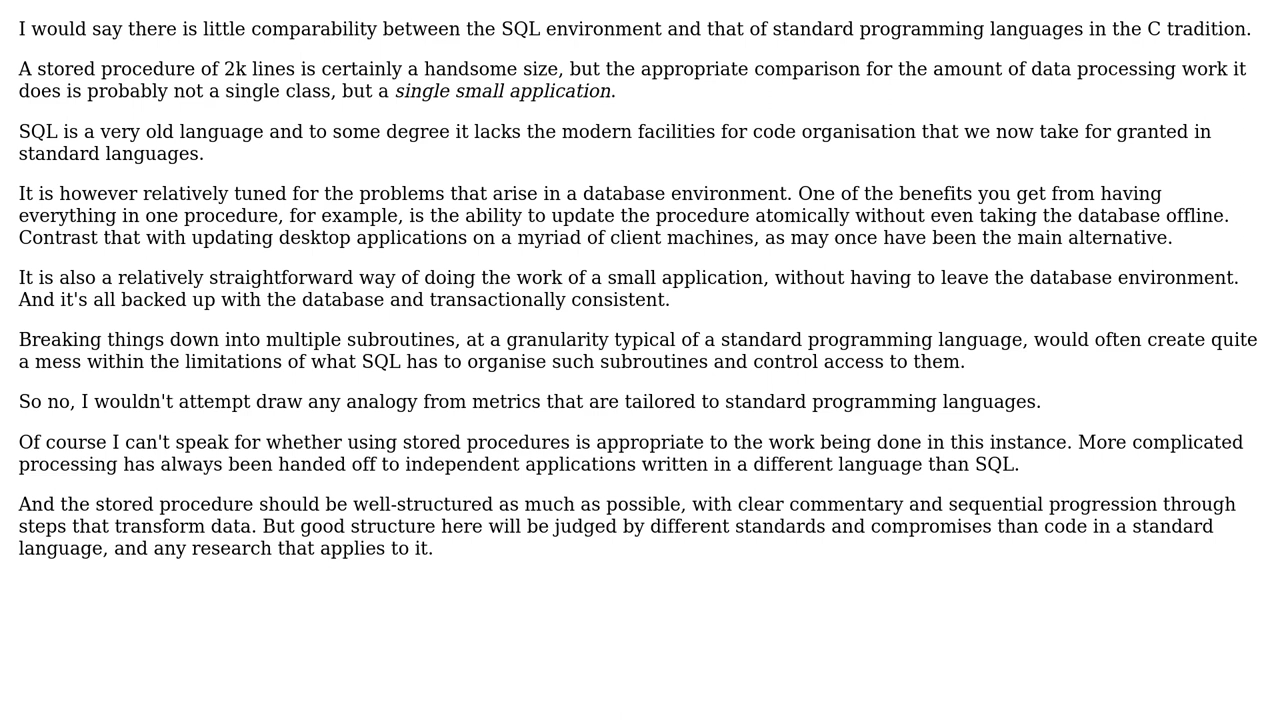 I would say there is little comparability between the SQL environment and that of standard programming languages in the C tradition.
A stored procedure of 2k lines is certainly a handsome size, but the appropriate comparison for the amount of data processing work it
does is probably not a single class, but a single small application.
SQL is a very old language and to some degree it lacks the modern facilities for code organisation that we now take for granted in
standard languages.
It is however relatively tuned for the problems that arise in a database environment. One of the benefits you get from having
everything in one procedure, for example, is the ability to update the procedure atomically without even taking the database offline.
Contrast that with updating desktop applications on a myriad of client machines, as may once have been the main alternative.
It is also a relatively straightforward way of doing the work of a small application, without having to leave the database environment.
And it's all backed up with the database and transactionally consistent.
Breaking things down into multiple subroutines, at a granularity typical of a standard programming language, would often create quite
a mess within the limitations of what SQL has to organise such subroutines and control access to them.
So no, I wouldn't attempt draw any analogy from metrics that are tailored to standard programming languages.
Of course I can't speak for whether using stored procedures is appropriate to the work being done in this instance. More complicated
processing has always been handed off to independent applications written in a different language than SQL.
And the stored procedure should be well-structured as much as possible, with clear commentary and sequential progression through
steps that transform data. But good structure here will be judged by different standards and compromises than code in a standard
language, and any research that applies to it.